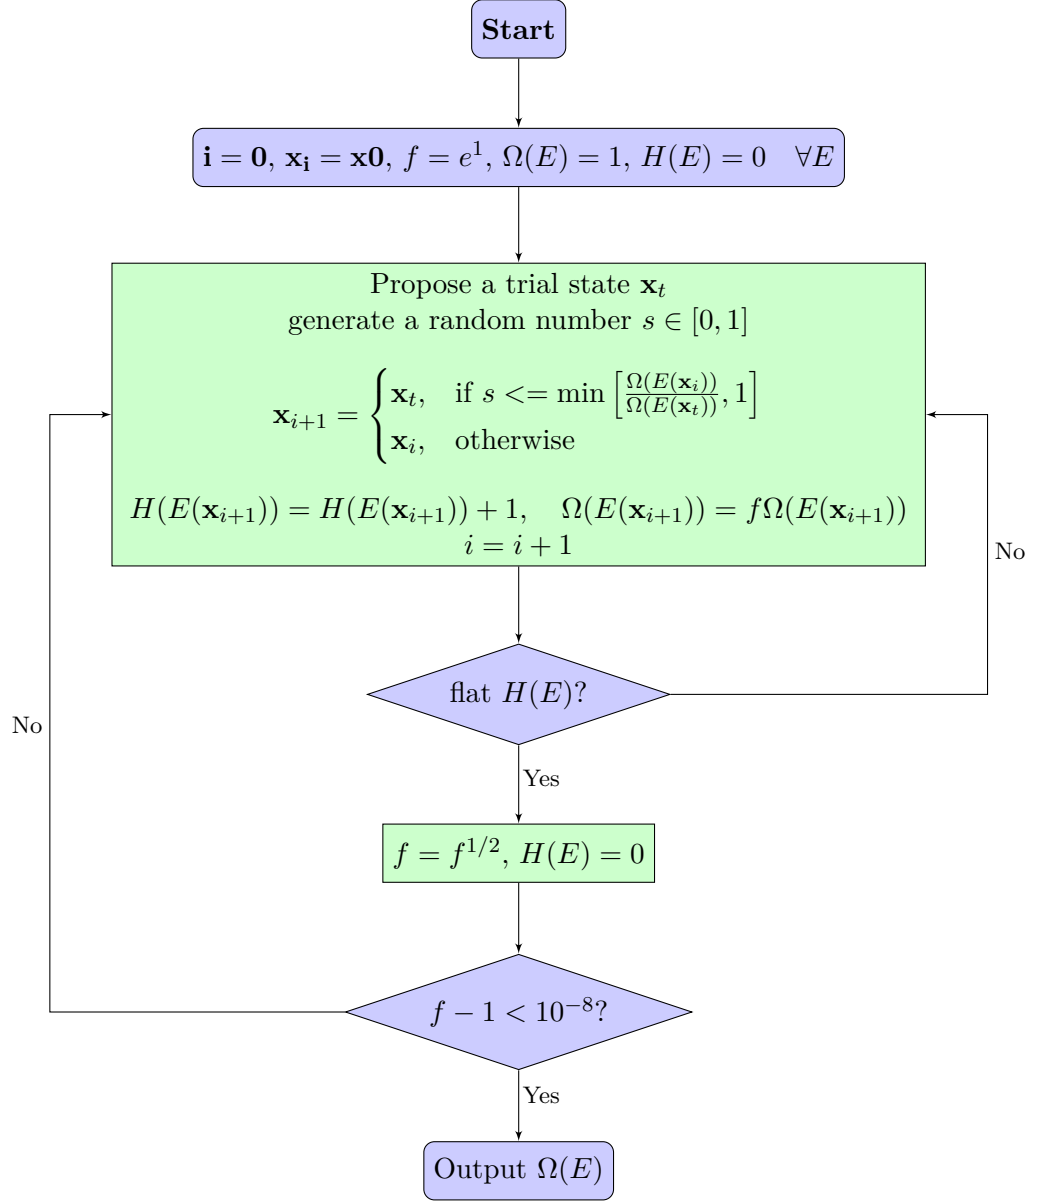 Start
i = 0, x_i = x0, f = e^1, Ω(E) = 1, H(E) = 0 ∀E
Propose a trial state x_t
generate a random number s ∈ [0, 1]
x_{i+1} = { x_t, if s <= min [ Ω(E(x_i)) / Ω(E(x_t)), 1 ]
x_i, otherwise
H(E(x_{i+1})) = H(E(x_{i+1})) + 1, Ω(E(x_{i+1})) = fΩ(E(x_{i+1}))
i = i + 1
No
flat H(E)?
No
Yes
f = f^{1/2}, H(E) = 0
f − 1 < 10^{−8}?
Yes
Output Ω(E)